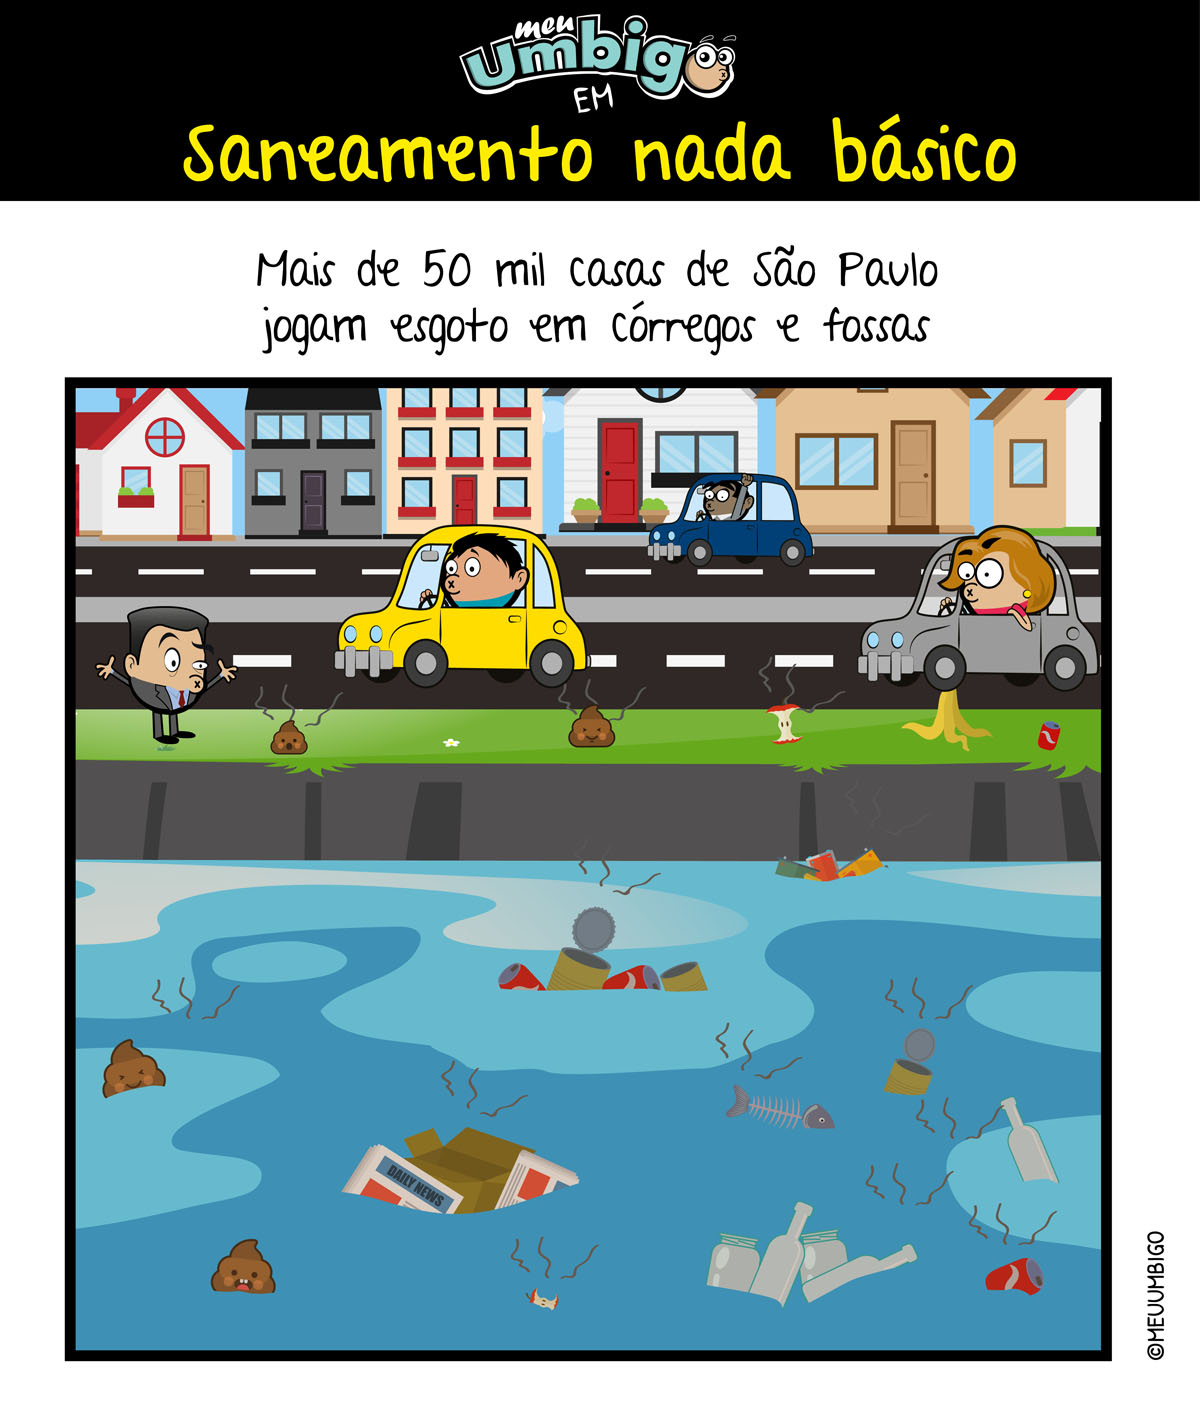 meu
Umbigo
EM
Saneamento nada básico
Mais de 50 mil casas de São Paulo
jogam esgoto em córregos e fossas
DAILY NEWS
©MEUUMBIGO